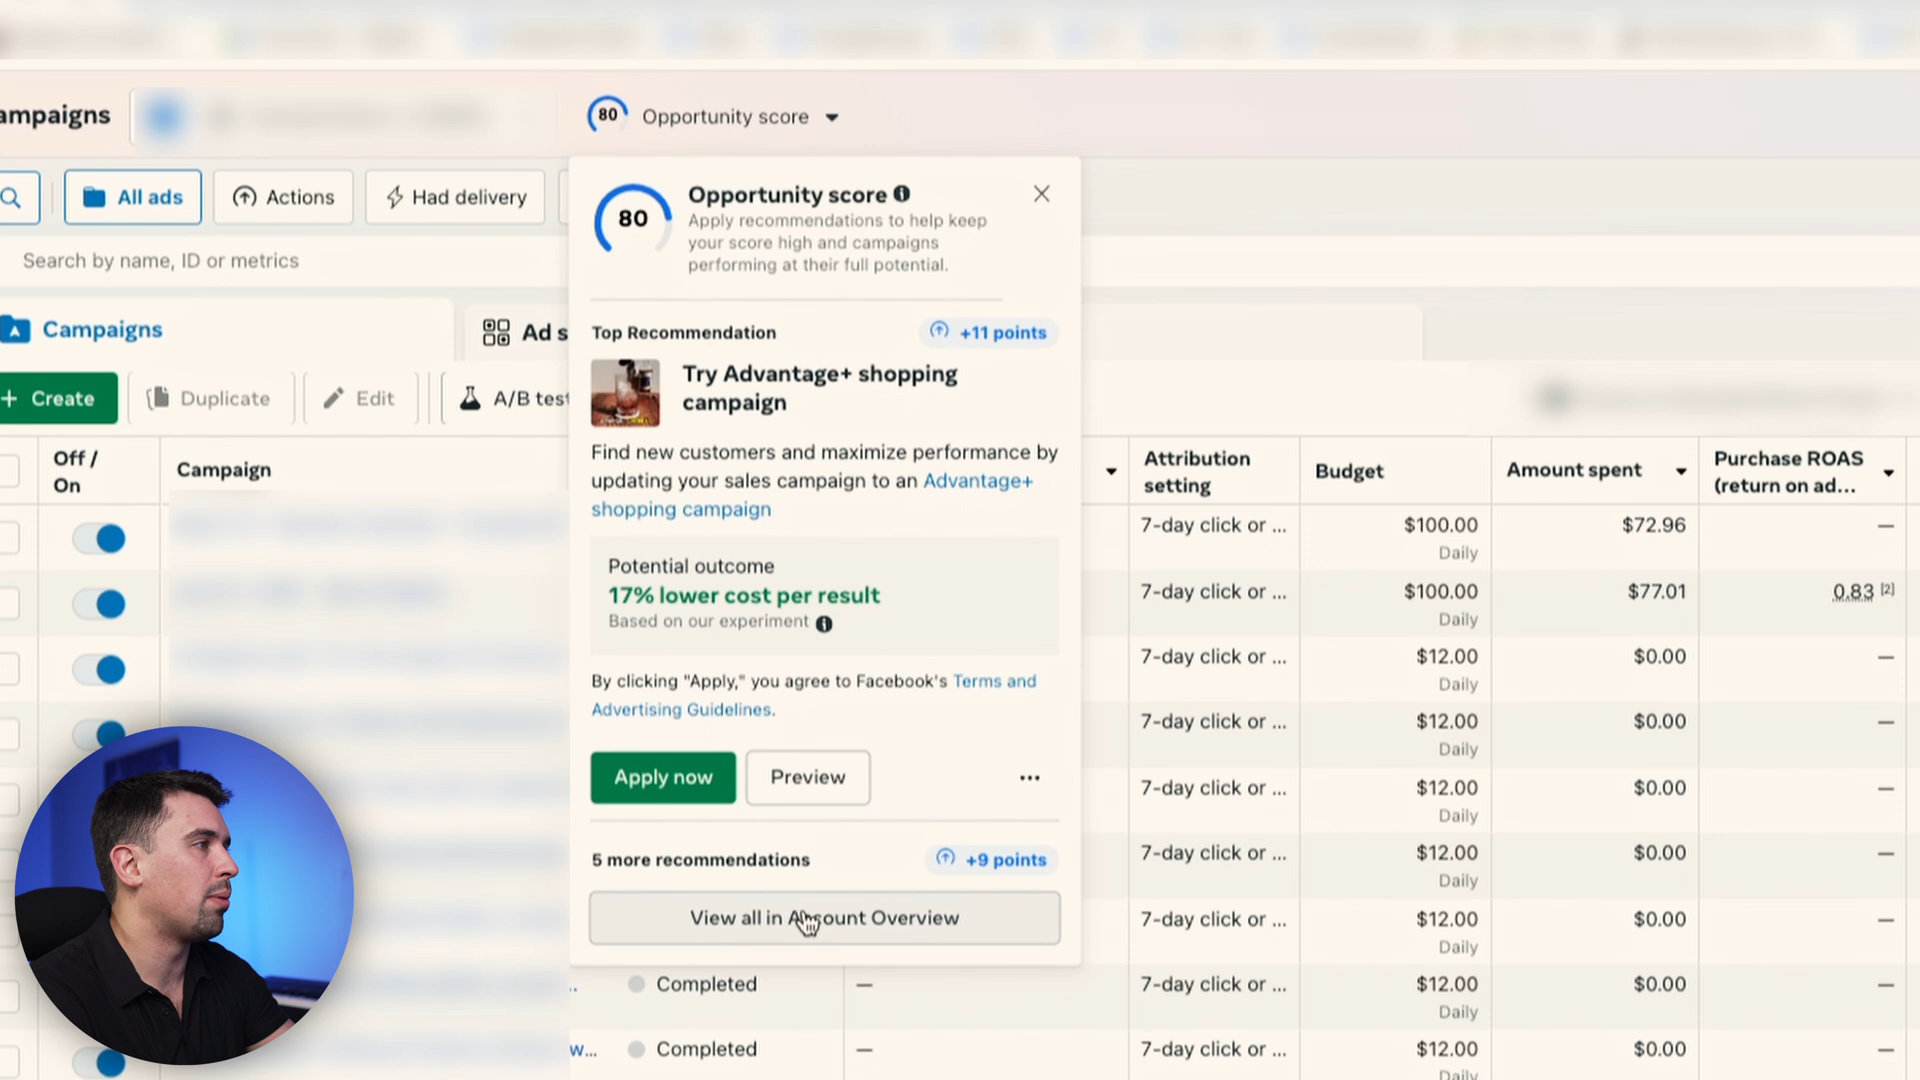 ampaigns
80 Opportunity score
All ads
Actions
Had delivery
Search by name, ID or metrics
Campaigns
Ad s
+ Create
Duplicate
Edit
A/B test
Off / On
Campaign
80
Opportunity score
Apply recommendations to help keep
your score high and campaigns
performing at their full potential.
Top Recommendation
+11 points
Try Advantage+ shopping
campaign
Find new customers and maximize performance by
updating your sales campaign to an Advantage+
shopping campaign
Potential outcome
17% lower cost per result
Based on our experiment
By clicking "Apply," you agree to Facebook's Terms and
Advertising Guidelines.
Apply now
Preview
5 more recommendations
+9 points
View all in Account Overview
.. Completed —
w... Completed —
Attribution
setting
Budget
Amount spent
Purchase ROAS
(return on ad...
7-day click or ... $100.00 $72.96 —
Daily
7-day click or ... $100.00 $77.01 0.83 [2]
Daily
7-day click or ... $12.00 $0.00 —
Daily
7-day click or ... $12.00 $0.00 —
Daily
7-day click or ... $12.00 $0.00 —
Daily
7-day click or ... $12.00 $0.00 —
Daily
7-day click or ... $12.00 $0.00 —
Daily
7-day click or ... $12.00 $0.00 —
Daily
7-day click or ... $12.00 $0.00 —
Daily